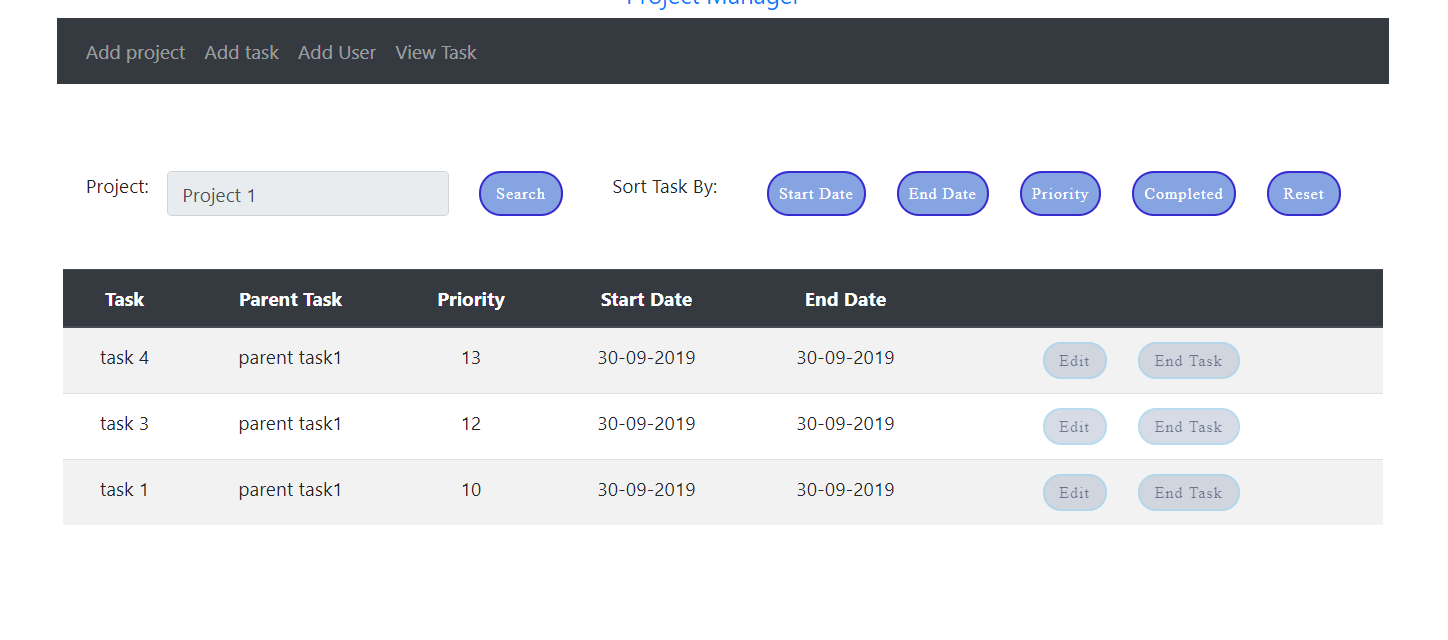 Project Manager
Add project Add task Add User View Task
Project: Project 1 Search Sort Task By: Start Date End Date Priority Completed Reset
Task Parent Task Priority Start Date End Date
task 4 parent task1 13 30-09-2019 30-09-2019 Edit End Task
task 3 parent task1 12 30-09-2019 30-09-2019 Edit End Task
task 1 parent task1 10 30-09-2019 30-09-2019 Edit End Task